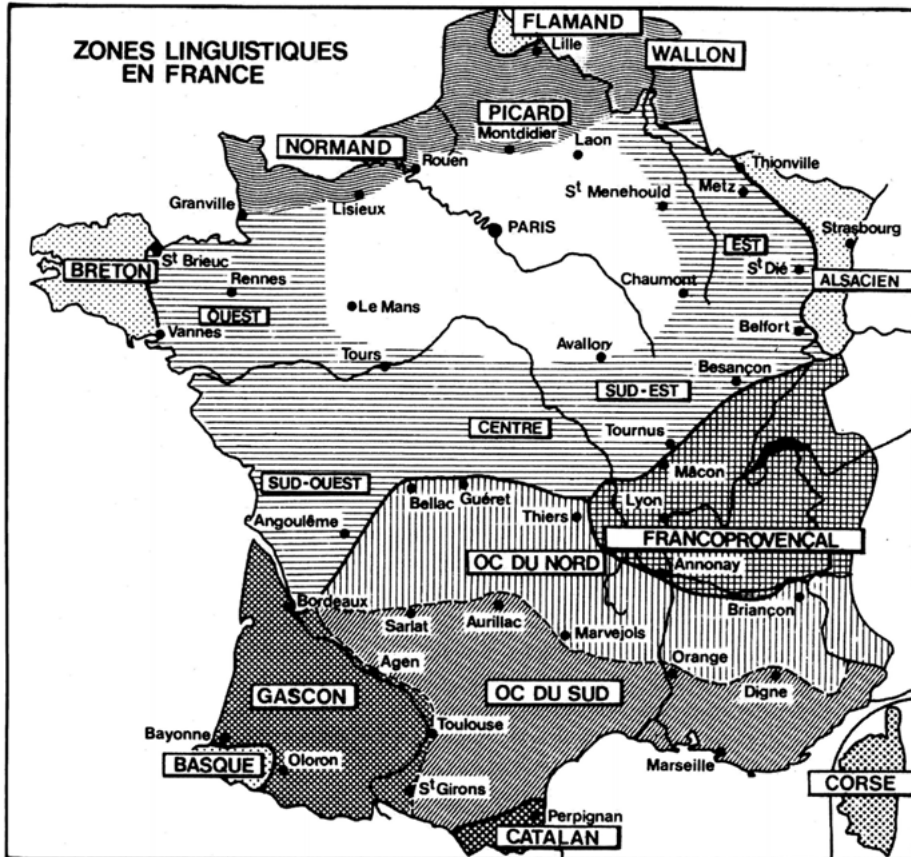 ZONES LINGUISTIQUES
EN FRANCE
FLAMAND
Lille
WALLON
PICARD
Montdidier
Laon
NORMAND
Rouen
Thionville
Metz
St Menehould
Granville
Lisieux
PARIS
Strasbourg
EST
St Brieuc
BRETON
Rennes
St Dié
ALSACIEN
Chaumont
OUEST
Le Mans
Vannes
Belfort
Avallon
Tours
Besançon
SUD-EST
CENTRE
Tournus
Mâcon
SUD-OUEST
Bellac
Guéret
Lyon
Thiers
Angoulême
FRANCOPROVENÇAL
OC DU NORD
Annonay
Briançon
Bordeaux
Sarlat
Aurillac
Marvejols
Agen
Orange
GASCON
OC DU SUD
Digne
Toulouse
Bayonne
BASQUE
Oloron
Marseille
St Girons
CORSE
Perpignan
CATALAN